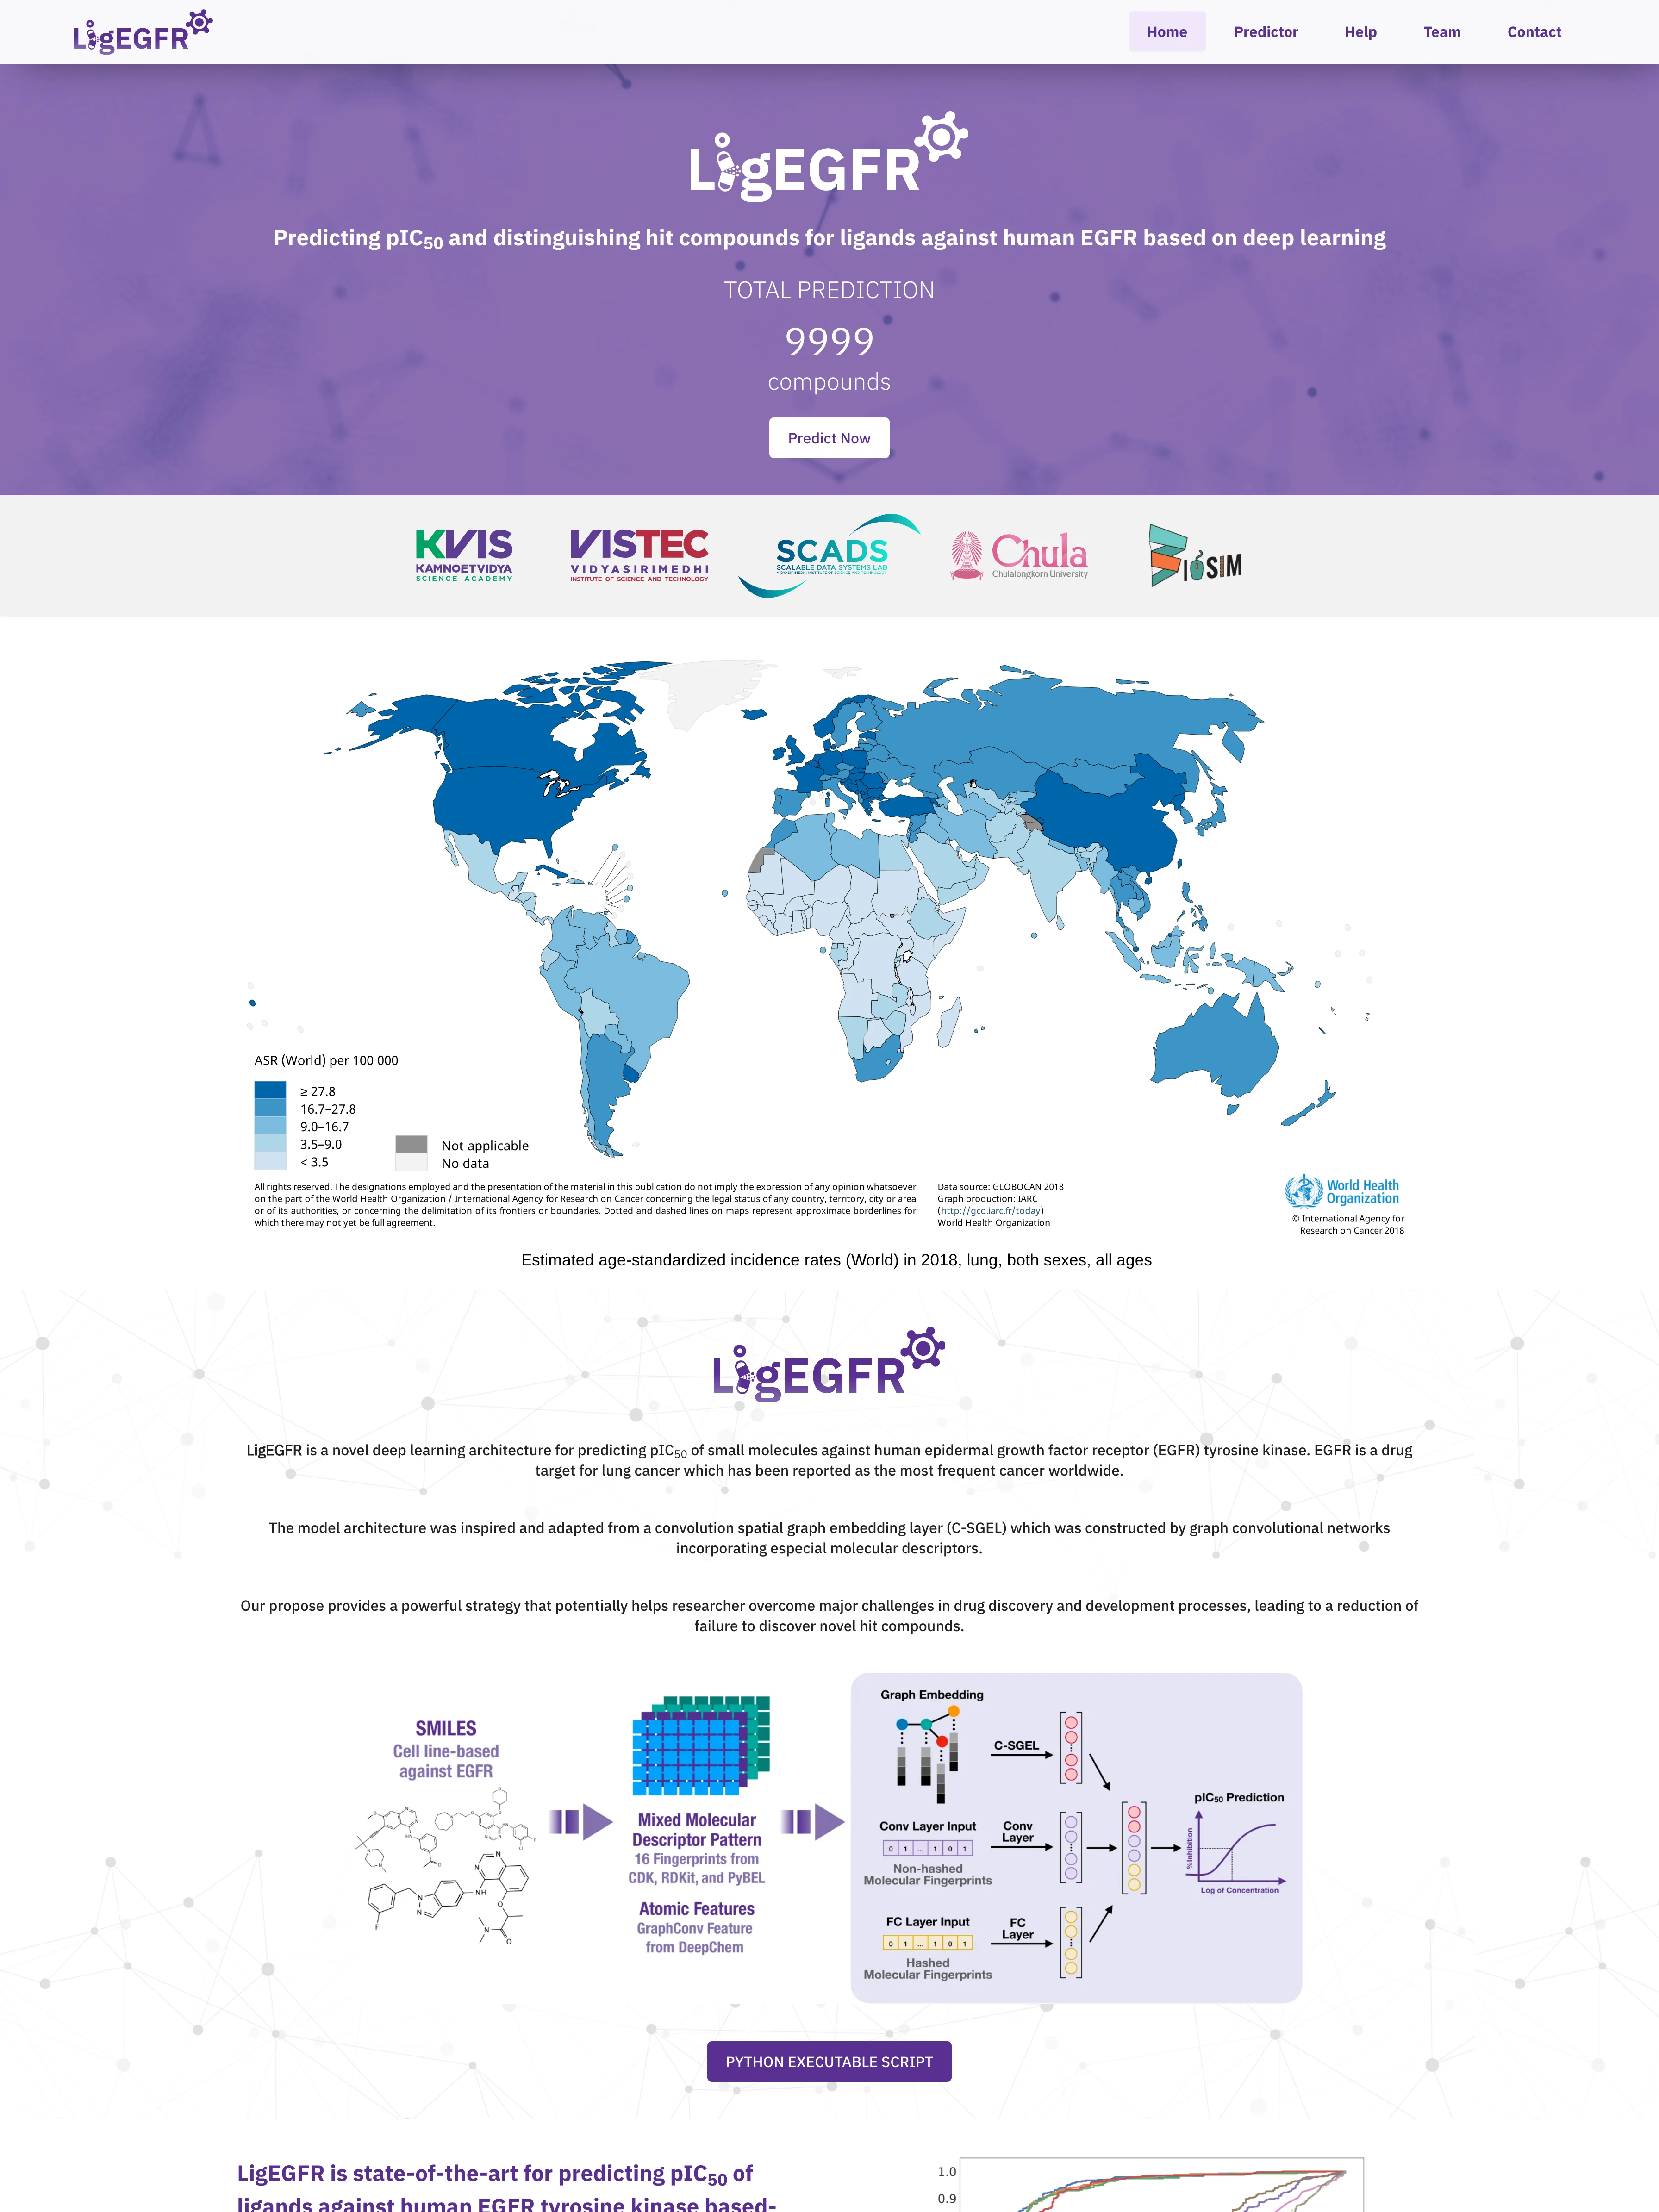 LigEGFR
Home
Predictor
Help
Team
Contact
LigEGFR
Predicting pIC50 and distinguishing hit compounds for ligands against human EGFR based on deep learning
TOTAL PREDICTION
9999
compounds
Predict Now
KVIS
KAMNOETVIDYA
SCIENCE ACADEMY
VISTEC
VIDYASIRIMEDHI
INSTITUTE OF SCIENCE AND TECHNOLOGY
SCADS
SCALABLE DATA SYSTEMS LAB
VIDYASIRIMEDHI INSTITUTE OF SCIENCE AND TECHNOLOGY
Chula
Chulalongkorn University
BIOSIM
ASR (World) per 100 000
≥ 27.8
16.7–27.8
9.0–16.7
3.5–9.0
< 3.5
Not applicable
No data
All rights reserved. The designations employed and the presentation of the material in this publication do not imply the expression of any opinion whatsoever
on the part of the World Health Organization / International Agency for Research on Cancer concerning the legal status of any country, territory, city or area
or of its authorities, or concerning the delimitation of its frontiers or boundaries. Dotted and dashed lines on maps represent approximate borderlines for
which there may not yet be full agreement.
Data source: GLOBOCAN 2018
Graph production: IARC
(http://gco.iarc.fr/today)
World Health Organization
World Health
Organization
© International Agency for
Research on Cancer 2018
Estimated age-standardized incidence rates (World) in 2018, lung, both sexes, all ages
LigEGFR
LigEGFR is a novel deep learning architecture for predicting pIC50 of small molecules against human epidermal growth factor receptor (EGFR) tyrosine kinase. EGFR is a drug
target for lung cancer which has been reported as the most frequent cancer worldwide.
The model architecture was inspired and adapted from a convolution spatial graph embedding layer (C-SGEL) which was constructed by graph convolutional networks
incorporating especial molecular descriptors.
Our propose provides a powerful strategy that potentially helps researcher overcome major challenges in drug discovery and development processes, leading to a reduction of
failure to discover novel hit compounds.
SMILES
Cell line-based
against EGFR
Mixed Molecular
Descriptor Pattern
16 Fingerprints from
CDK, RDKit, and PyBEL
Atomic Features
GraphConv Feature
from DeepChem
Graph Embedding
C-SGEL
Conv Layer Input
0 1 ... 1 0 1
Non-hashed
Molecular Fingerprints
Conv
Layer
FC Layer Input
0 1 ... 1 0 1
Hashed
Molecular Fingerprints
FC
Layer
pIC50 Prediction
%Inhibition
Log of Concentration
PYTHON EXECUTABLE SCRIPT
LigEGFR is state-of-the-art for predicting pIC50 of
ligands against human EGFR tyrosine kinase based-
1.0
0.9